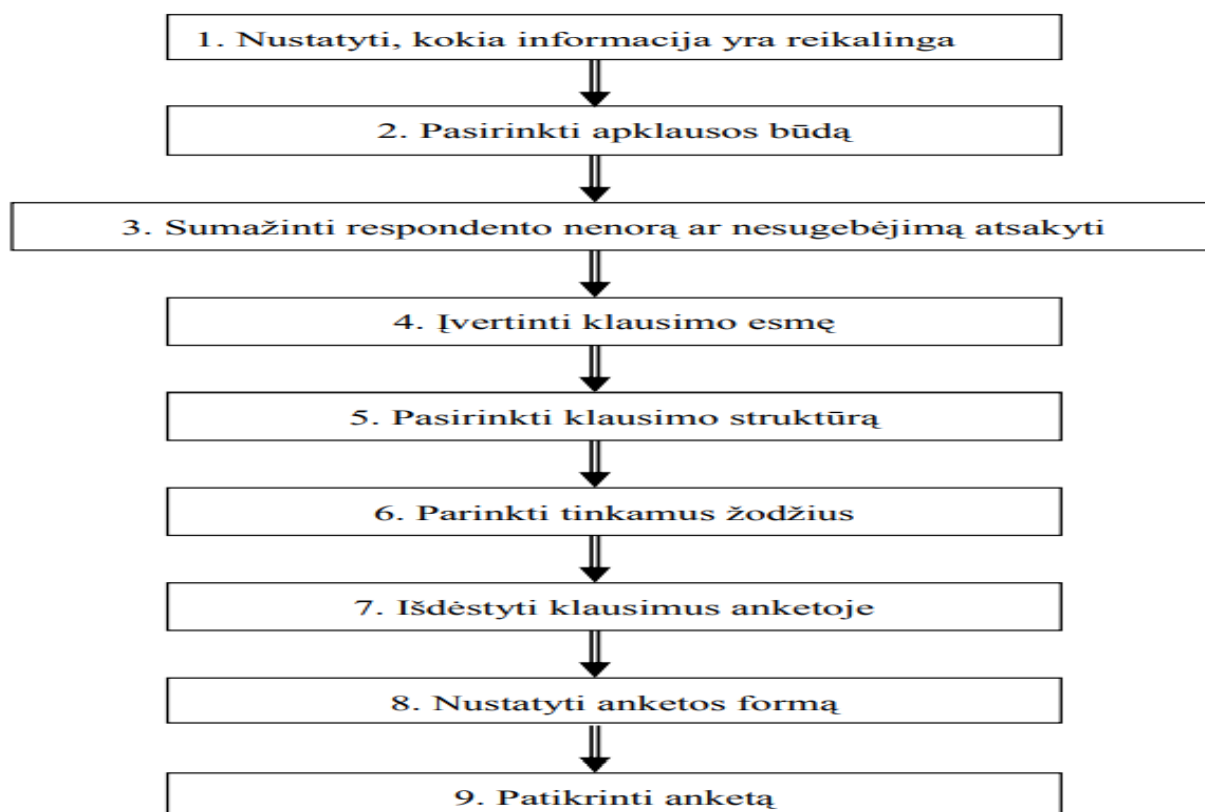 1. Nustatyti, kokia informacija yra reikalinga
2. Pasirinkti apklausos būdą
3. Sumažinti respondento nenorą ar nesugebėjimą atsakyti
4. Įvertinti klausimo esmę
5. Pasirinkti klausimo struktūrą
6. Parinkti tinkamus žodžius
7. Išdėstyti klausimus anketoje
8. Nustatyti anketos formą
9. Patikrinti anketą